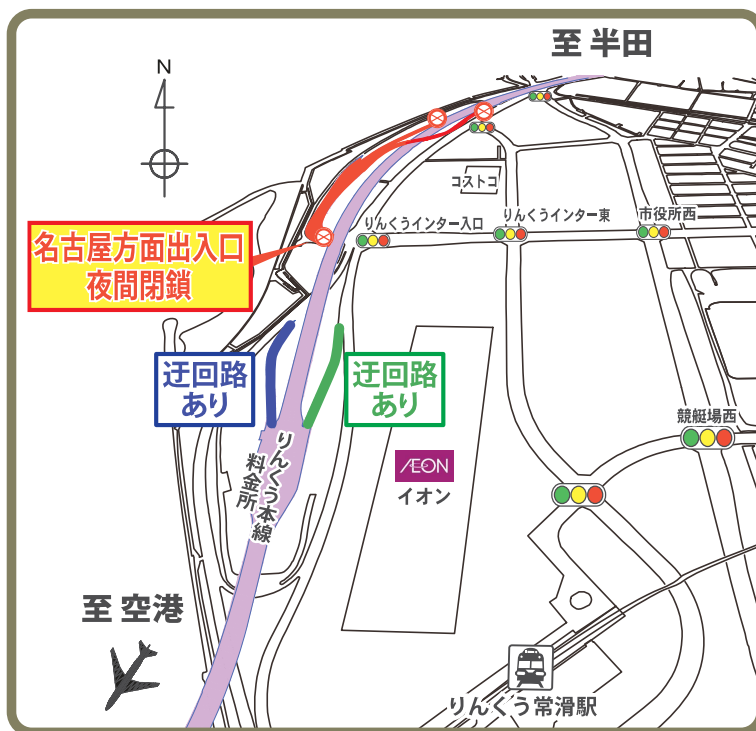 至 半田
N
コストコ
りんくうインター入口
りんくうインター東
市役所西
名古屋方面出入口
夜間閉鎖
迂回路
あり
迂回路
あり
競艇場西
りんくう本線
料金所
ÆON
イオン
至 空港
りんくう常滑駅